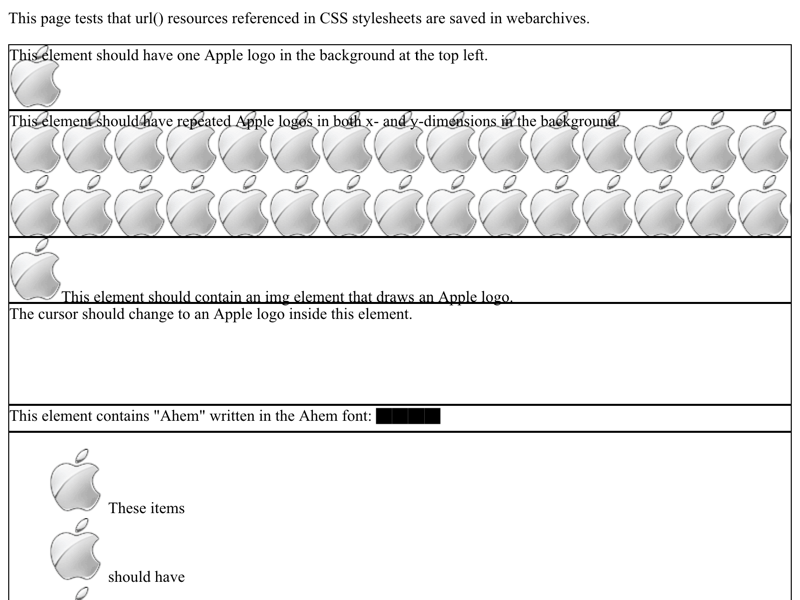 This page tests that url() resources referenced in CSS stylesheets are saved in webarchives.
This element should have one Apple logo in the background at the top left.
This element should have repeated Apple logos in both x- and y-dimensions in the background.
This element should contain an img element that draws an Apple logo.
The cursor should change to an Apple logo inside this element.
This element contains "Ahem" written in the Ahem font:
These items
should have